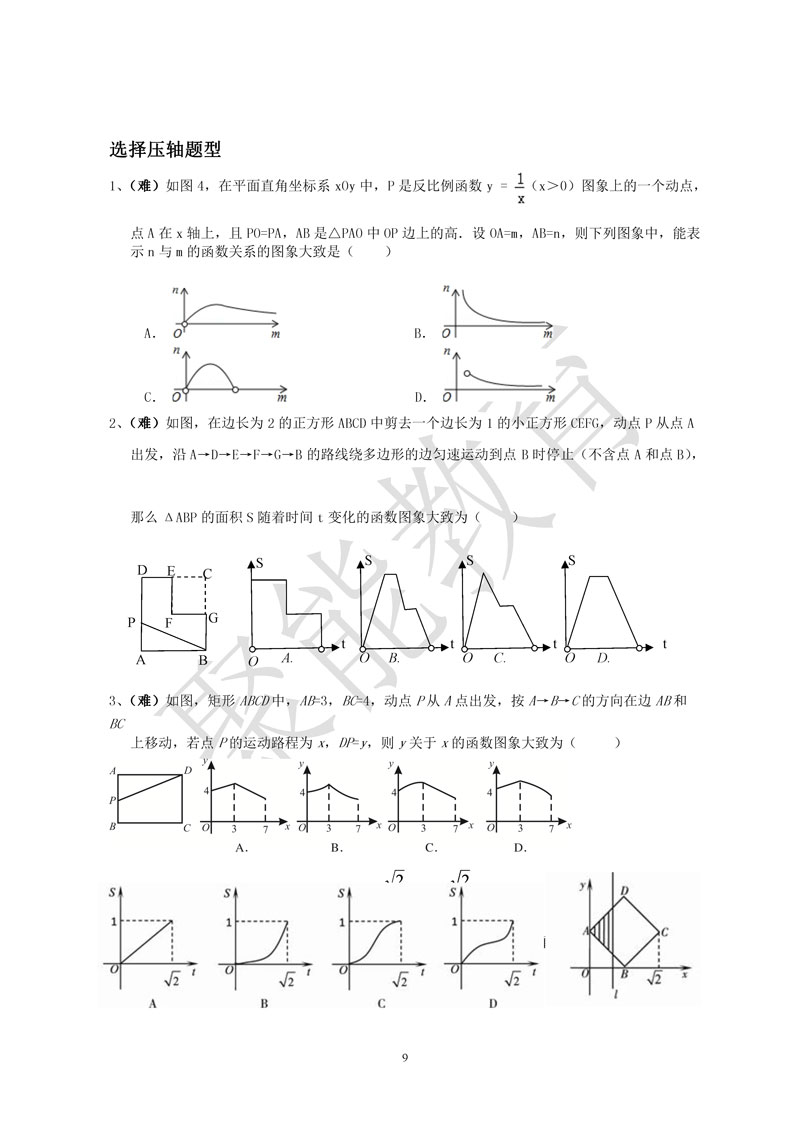 选择压轴题型
1、（难）如图 4，在平面直角坐标系 xOy 中，P 是反比例函数 y = 1/x（x＞0）图象上的一个动点，
点 A 在 x 轴上，且 PO=PA，AB 是△PAO 中 OP 边上的高．设 OA=m，AB=n，则下列图象中，能表
示 n 与 m 的函数关系的图象大致是（　　）
n n
A． O m B． O m
n n
C． O m D． O m
2、（难）如图，在边长为 2 的正方形 ABCD 中剪去一个边长为 1 的小正方形 CEFG，动点 P 从点 A
出发，沿 A→D→E→F→G→B 的路线绕多边形的边匀速运动到点 B 时停止（不含点 A 和点 B），
那么 ΔABP 的面积 S 随着时间 t 变化的函数图象大致为（　　）
D E C S S S S
P F G
t t t t
A B O A. O B. O C. O D.
3、（难）如图，矩形 ABCD 中，AB=3，BC=4，动点 P 从 A 点出发，按 A→B→C 的方向在边 AB 和
BC
上移动，若点 P 的运动路程为 x，DP=y，则 y 关于 x 的函数图象大致为（　　）
A D y y y y
P 4 4 4 4
B C O 3 7 x O 3 7 x O 3 7 x O 3 7 x
A. B. C. D.
√2 √2
S S S S y D
1 1 1 1 A C
O √2 t O √2 t O √2 t O √2 t O B √2 x
l
A B C D
9
聚能教育